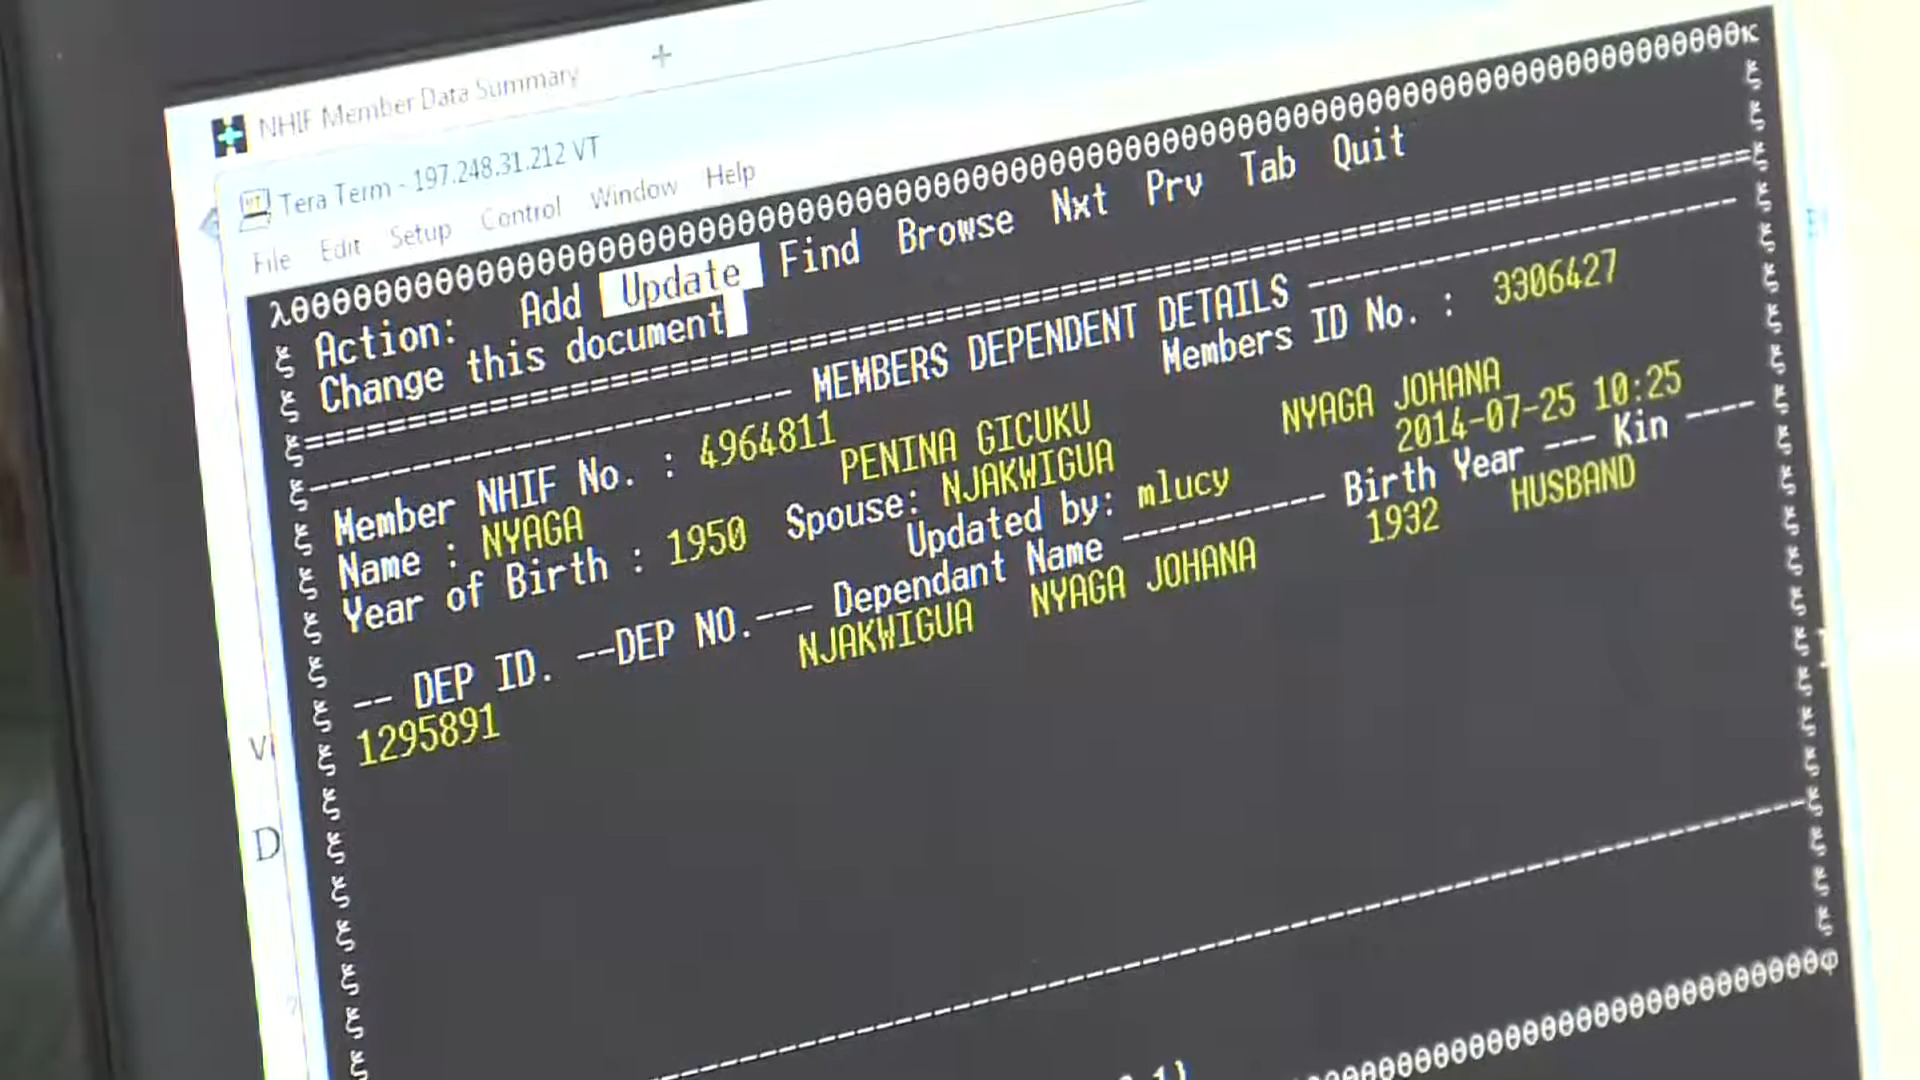 NHIF Member Data Summary +
Tera Term - 197.248.31.212 VT
File Edit Setup Control Window Help
λθθθθθθθθθθθθθθθθθθθθθθθθθθθθθθθθθθθθθθθθθθθθθθθθθθθθθθθθθθθθθθθθθθθθθθθθθθθθθκ
Action: Add Update Find Browse Nxt Prv Tab Quit
Change this document
---------------------- MEMBERS DEPENDENT DETAILS --------------------
Member NHIF No. : 4964811 Members ID No. : 3306427
Name : NYAGA PENINA GICUKU
Year of Birth : 1950 Spouse: NJAKWIGUA NYAGA JOHANA
Updated by: mlucy 2014-07-25 10:25
-- DEP ID. --DEP NO.--- Dependant Name ---------- Birth Year --- Kin ----
1295891 NJAKWIGUA NYAGA JOHANA 1932 HUSBAND
D